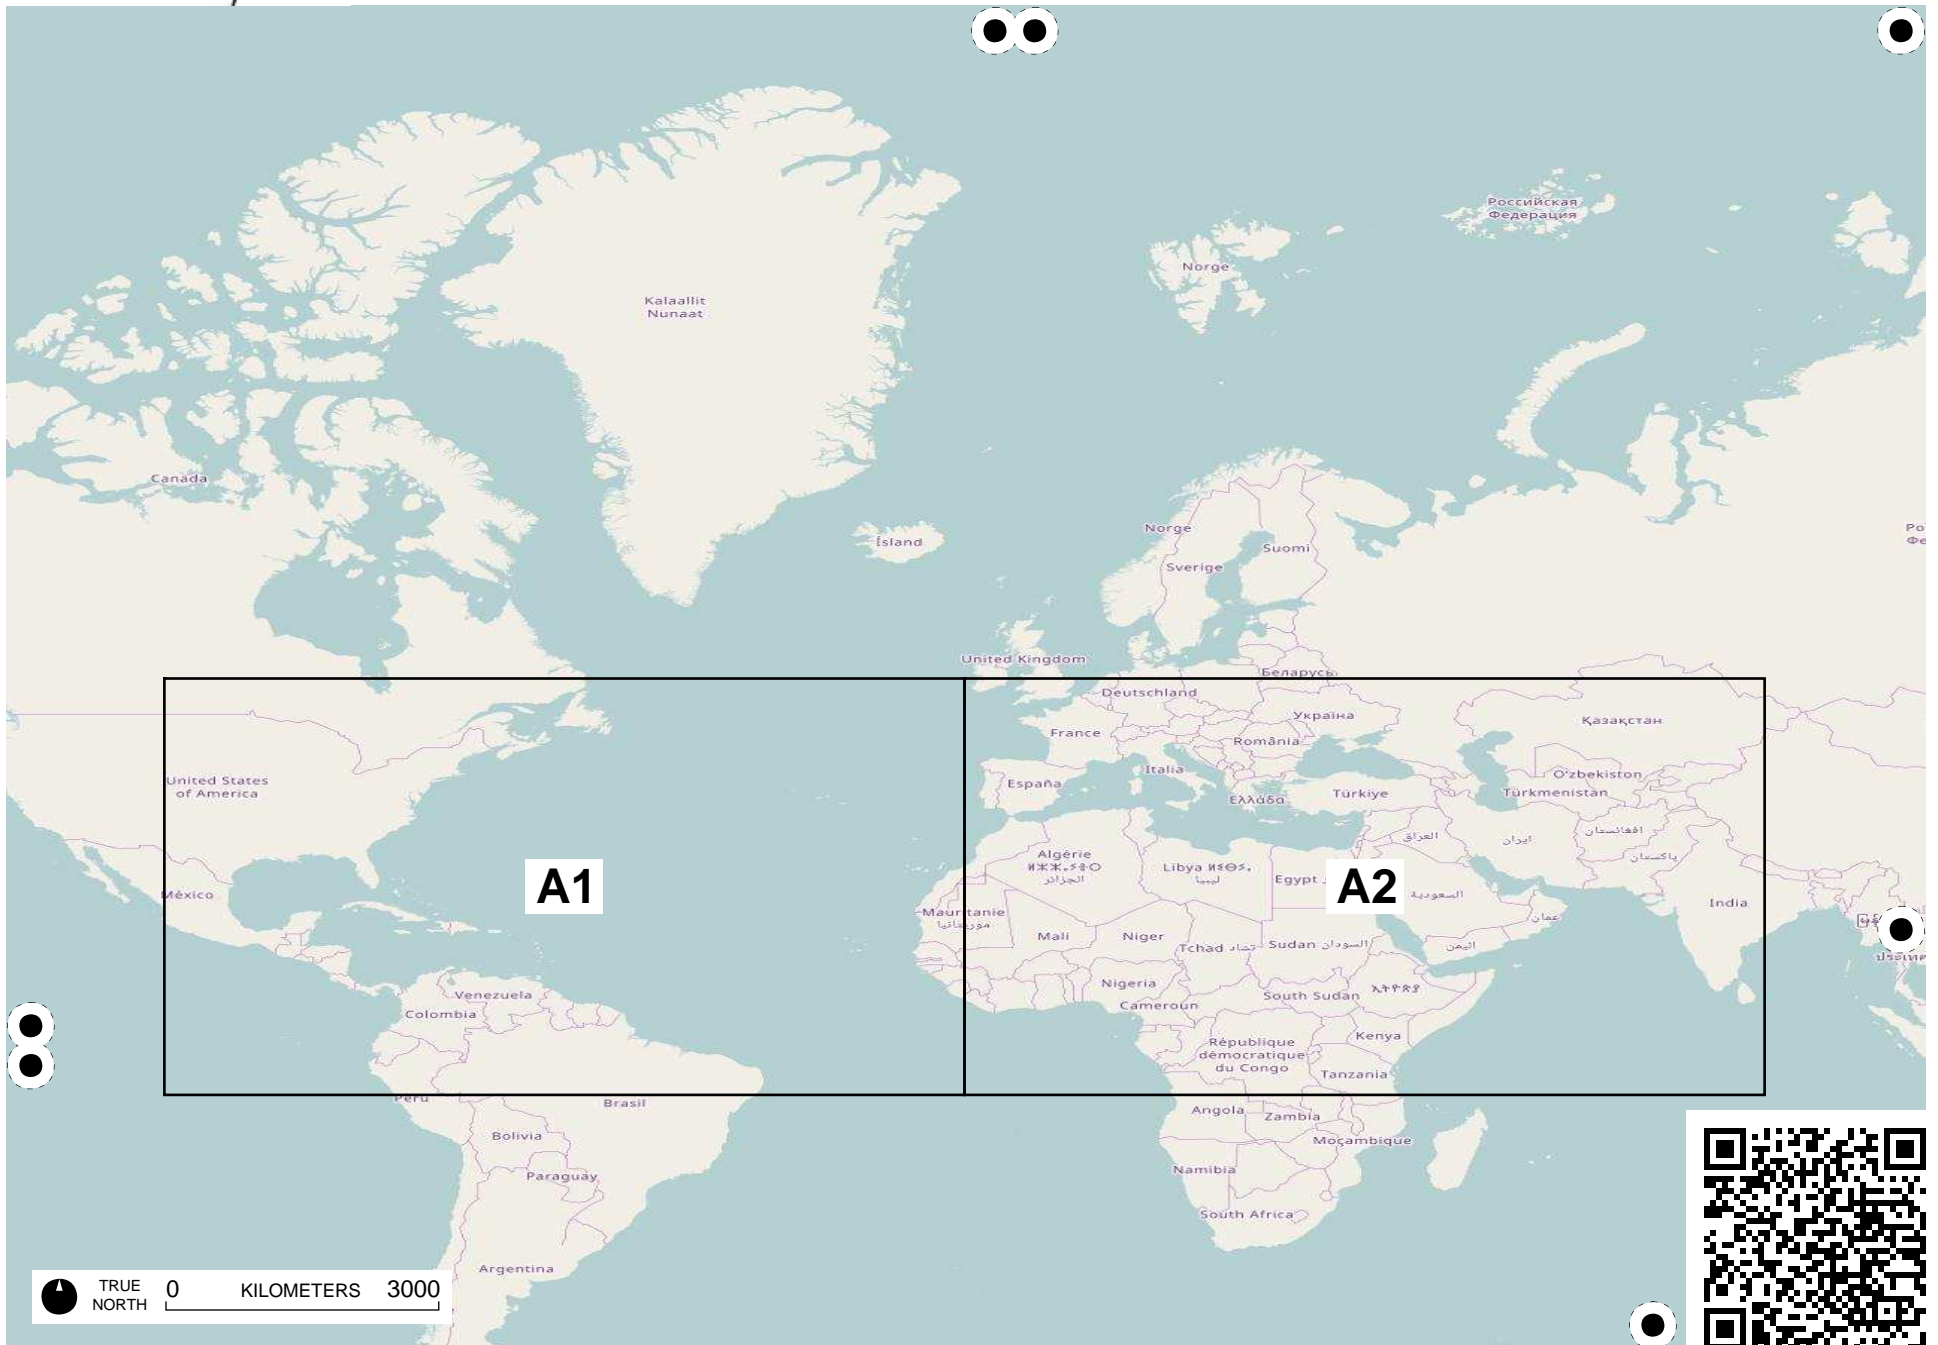 Российская
Федерация
Norge
Kalaallit
Nunaat
Canada
Ísland
Norge
Suomi
Sverige
United Kingdom
Беларусь
Deutschland
Україна
Қазақстан
France
România
United States
of America
España
Italia
Ελλάδα
Türkiye
O'zbekiston
Türkmenistan
العراق
ایران
افغانستان
پاکستان
Algérie
ⵍⵣⵣⴰⵢⴻⵔ
الجزائر
Libya ⵍⵉⴱⵢⴰ
ليبيا
Egypt
A1
A2
السعودية
México
India
Mauritanie
موريتانيا
عمان
Mali
Niger
Tchad تشاد
Sudan السودان
اليمن
Nigeria
South Sudan
ኢትዮጵያ
Cameroun
Venezuela
Colombia
Kenya
République
démocratique
du Congo
Tanzania
Perú
Brasil
Angola
Zambia
Moçambique
Bolivia
Paraguay
Namibia
South Africa
Argentina
TRUE
NORTH
0 KILOMETERS 3000